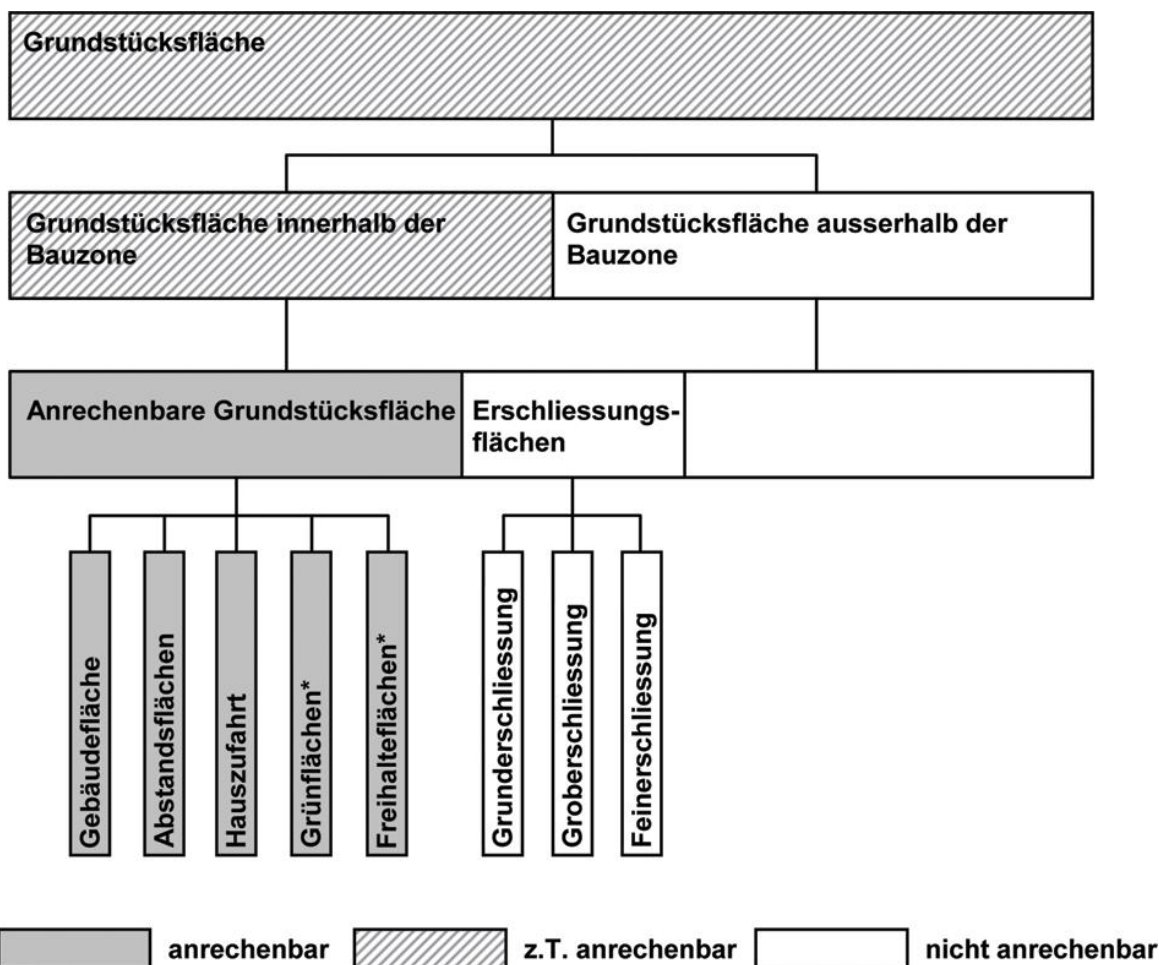 Grundstücksfläche
Grundstücksfläche innerhalb der
Bauzone
Grundstücksfläche ausserhalb der
Bauzone
Anrechenbare Grundstücksfläche
Erschliessungs-
flächen
Gebäudefläche
Abstandsflächen
Hauszufahrt
Grünflächen*
Freihalteflächen*
Grunderschliessung
Groberschliessung
Feinerschliessung
anrechenbar
z.T. anrechenbar
nicht anrechenbar